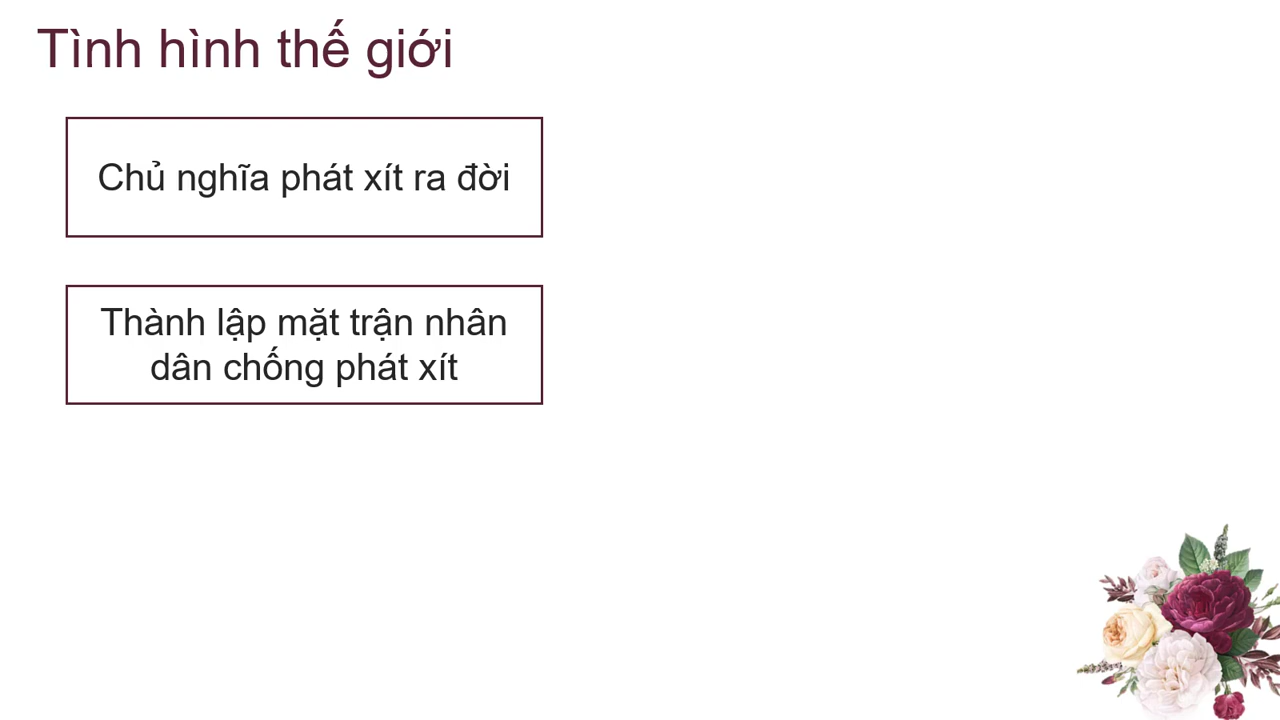 Tình hình thế giới
Chủ nghĩa phát xít ra đời
Thành lập mặt trận nhân
dân chống phát xít